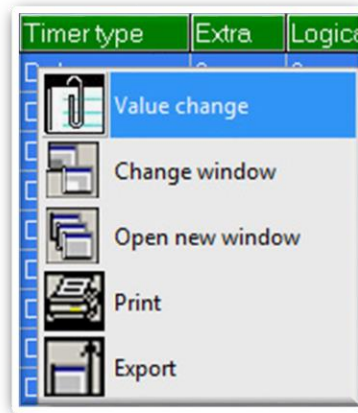 Timer type Extra
Value change
Change window
Open new window
Print
Export